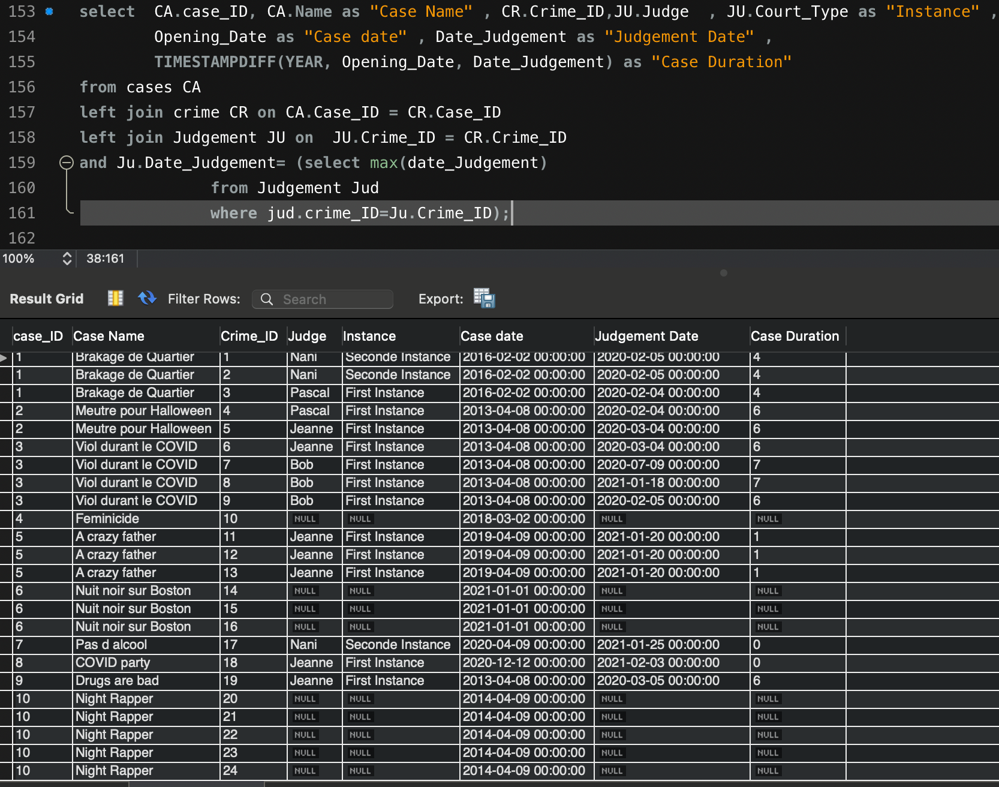 153 select  CA.case_ID, CA.Name as "Case Name" , CR.Crime_ID,JU.Judge  , JU.Court_Type as "Instance" ,
154 Opening_Date as "Case date" , Date_Judgement as "Judgement Date" ,
155 TIMESTAMPDIFF(YEAR, Opening_Date, Date_Judgement) as "Case Duration"
156 from cases CA
157 left join crime CR on CA.Case_ID = CR.Case_ID
158 left join Judgement JU on  JU.Crime_ID = CR.Crime_ID
159 and Ju.Date_Judgement= (select max(date_Judgement)
160 from Judgement Jud
161 where jud.crime_ID=Ju.Crime_ID);
162
100% 38:161
Result Grid Filter Rows: Search Export:
case_ID Case Name Crime_ID Judge Instance Case date Judgement Date Case Duration
1 Brakage de Quartier 1 Nani Seconde Instance 2016-02-02 00:00:00 2020-02-05 00:00:00 4
1 Brakage de Quartier 2 Nani Seconde Instance 2016-02-02 00:00:00 2020-02-05 00:00:00 4
1 Brakage de Quartier 3 Pascal First Instance 2016-02-02 00:00:00 2020-02-04 00:00:00 4
2 Meutre pour Halloween 4 Pascal First Instance 2013-04-08 00:00:00 2020-02-04 00:00:00 6
2 Meutre pour Halloween 5 Jeanne First Instance 2013-04-08 00:00:00 2020-03-04 00:00:00 6
3 Viol durant le COVID 6 Jeanne First Instance 2013-04-08 00:00:00 2020-03-04 00:00:00 6
3 Viol durant le COVID 7 Bob First Instance 2013-04-08 00:00:00 2020-07-09 00:00:00 7
3 Viol durant le COVID 8 Bob First Instance 2013-04-08 00:00:00 2021-01-18 00:00:00 7
3 Viol durant le COVID 9 Bob First Instance 2013-04-08 00:00:00 2020-02-05 00:00:00 6
4 Feminicide 10 NULL NULL 2018-03-02 00:00:00 NULL NULL
5 A crazy father 11 Jeanne First Instance 2019-04-09 00:00:00 2021-01-20 00:00:00 1
5 A crazy father 12 Jeanne First Instance 2019-04-09 00:00:00 2021-01-20 00:00:00 1
5 A crazy father 13 Jeanne First Instance 2019-04-09 00:00:00 2021-01-20 00:00:00 1
6 Nuit noir sur Boston 14 NULL NULL 2021-01-01 00:00:00 NULL NULL
6 Nuit noir sur Boston 15 NULL NULL 2021-01-01 00:00:00 NULL NULL
6 Nuit noir sur Boston 16 NULL NULL 2021-01-01 00:00:00 NULL NULL
7 Pas d alcool 17 Nani Seconde Instance 2020-04-09 00:00:00 2021-01-25 00:00:00 0
8 COVID party 18 Jeanne First Instance 2020-12-12 00:00:00 2021-02-03 00:00:00 0
9 Drugs are bad 19 Jeanne First Instance 2013-04-08 00:00:00 2020-03-05 00:00:00 6
10 Night Rapper 20 NULL NULL 2014-04-09 00:00:00 NULL NULL
10 Night Rapper 21 NULL NULL 2014-04-09 00:00:00 NULL NULL
10 Night Rapper 22 NULL NULL 2014-04-09 00:00:00 NULL NULL
10 Night Rapper 23 NULL NULL 2014-04-09 00:00:00 NULL NULL
10 Night Rapper 24 NULL NULL 2014-04-09 00:00:00 NULL NULL